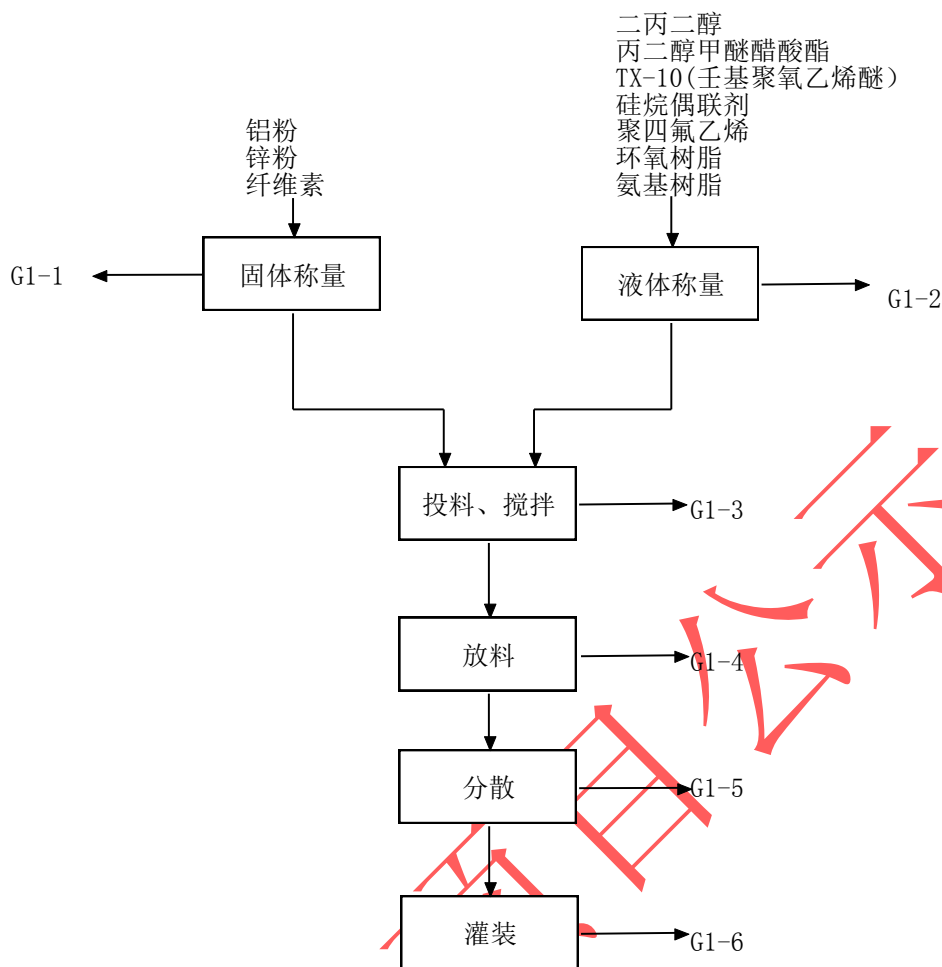 二丙二醇
丙二醇甲醚醋酸酯
TX-10(壬基聚氧乙烯醚)
硅烷偶联剂
聚四氟乙烯
环氧树脂
氨基树脂
铝粉
锌粉
纤维素
固体称量
液体称量
G1-1
G1-2
投料、搅拌
G1-3
放料
G1-4
分散
G1-5
灌装
G1-6